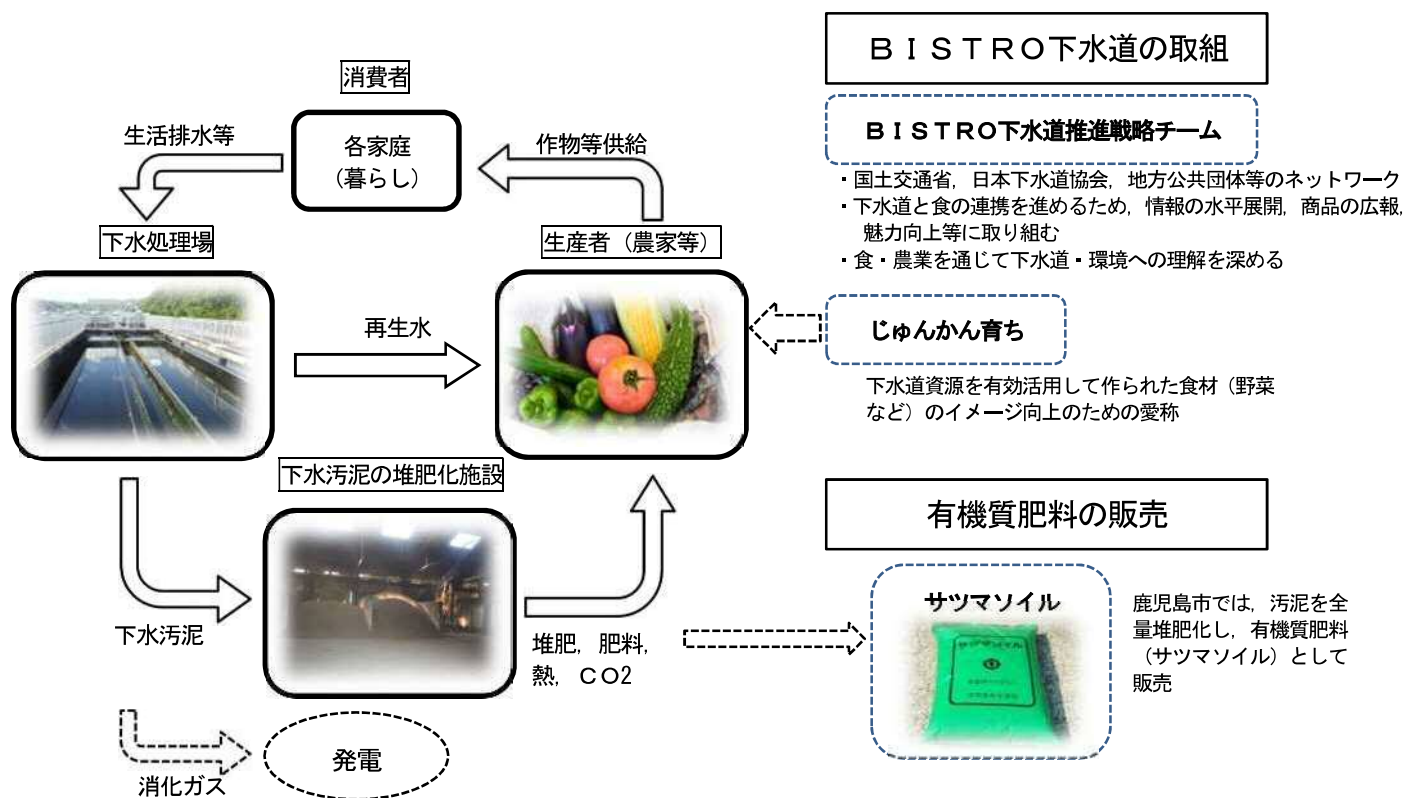 消費者
各家庭
（暮らし）
生活排水等
作物等供給
下水処理場
生産者（農家等）
再生水
下水汚泥の堆肥化施設
下水汚泥
堆肥，肥料，
熱，ＣＯ2
消化ガス
発電
ＢＩＳＴＲＯ下水道の取組
ＢＩＳＴＲＯ下水道推進戦略チーム
・国土交通省，日本下水道協会，地方公共団体等のネットワーク
・下水道と食の連携を進めるため，情報の水平展開，商品の広報，
魅力向上等に取り組む
・食・農業を通じて下水道・環境への理解を深める
じゅんかん育ち
下水道資源を有効活用して作られた食材（野菜
など）のイメージ向上のための愛称
有機質肥料の販売
サツマソイル
サツマソイル
鹿児島市では，汚泥を全
量堆肥化し，有機質肥料
（サツマソイル）として
販売